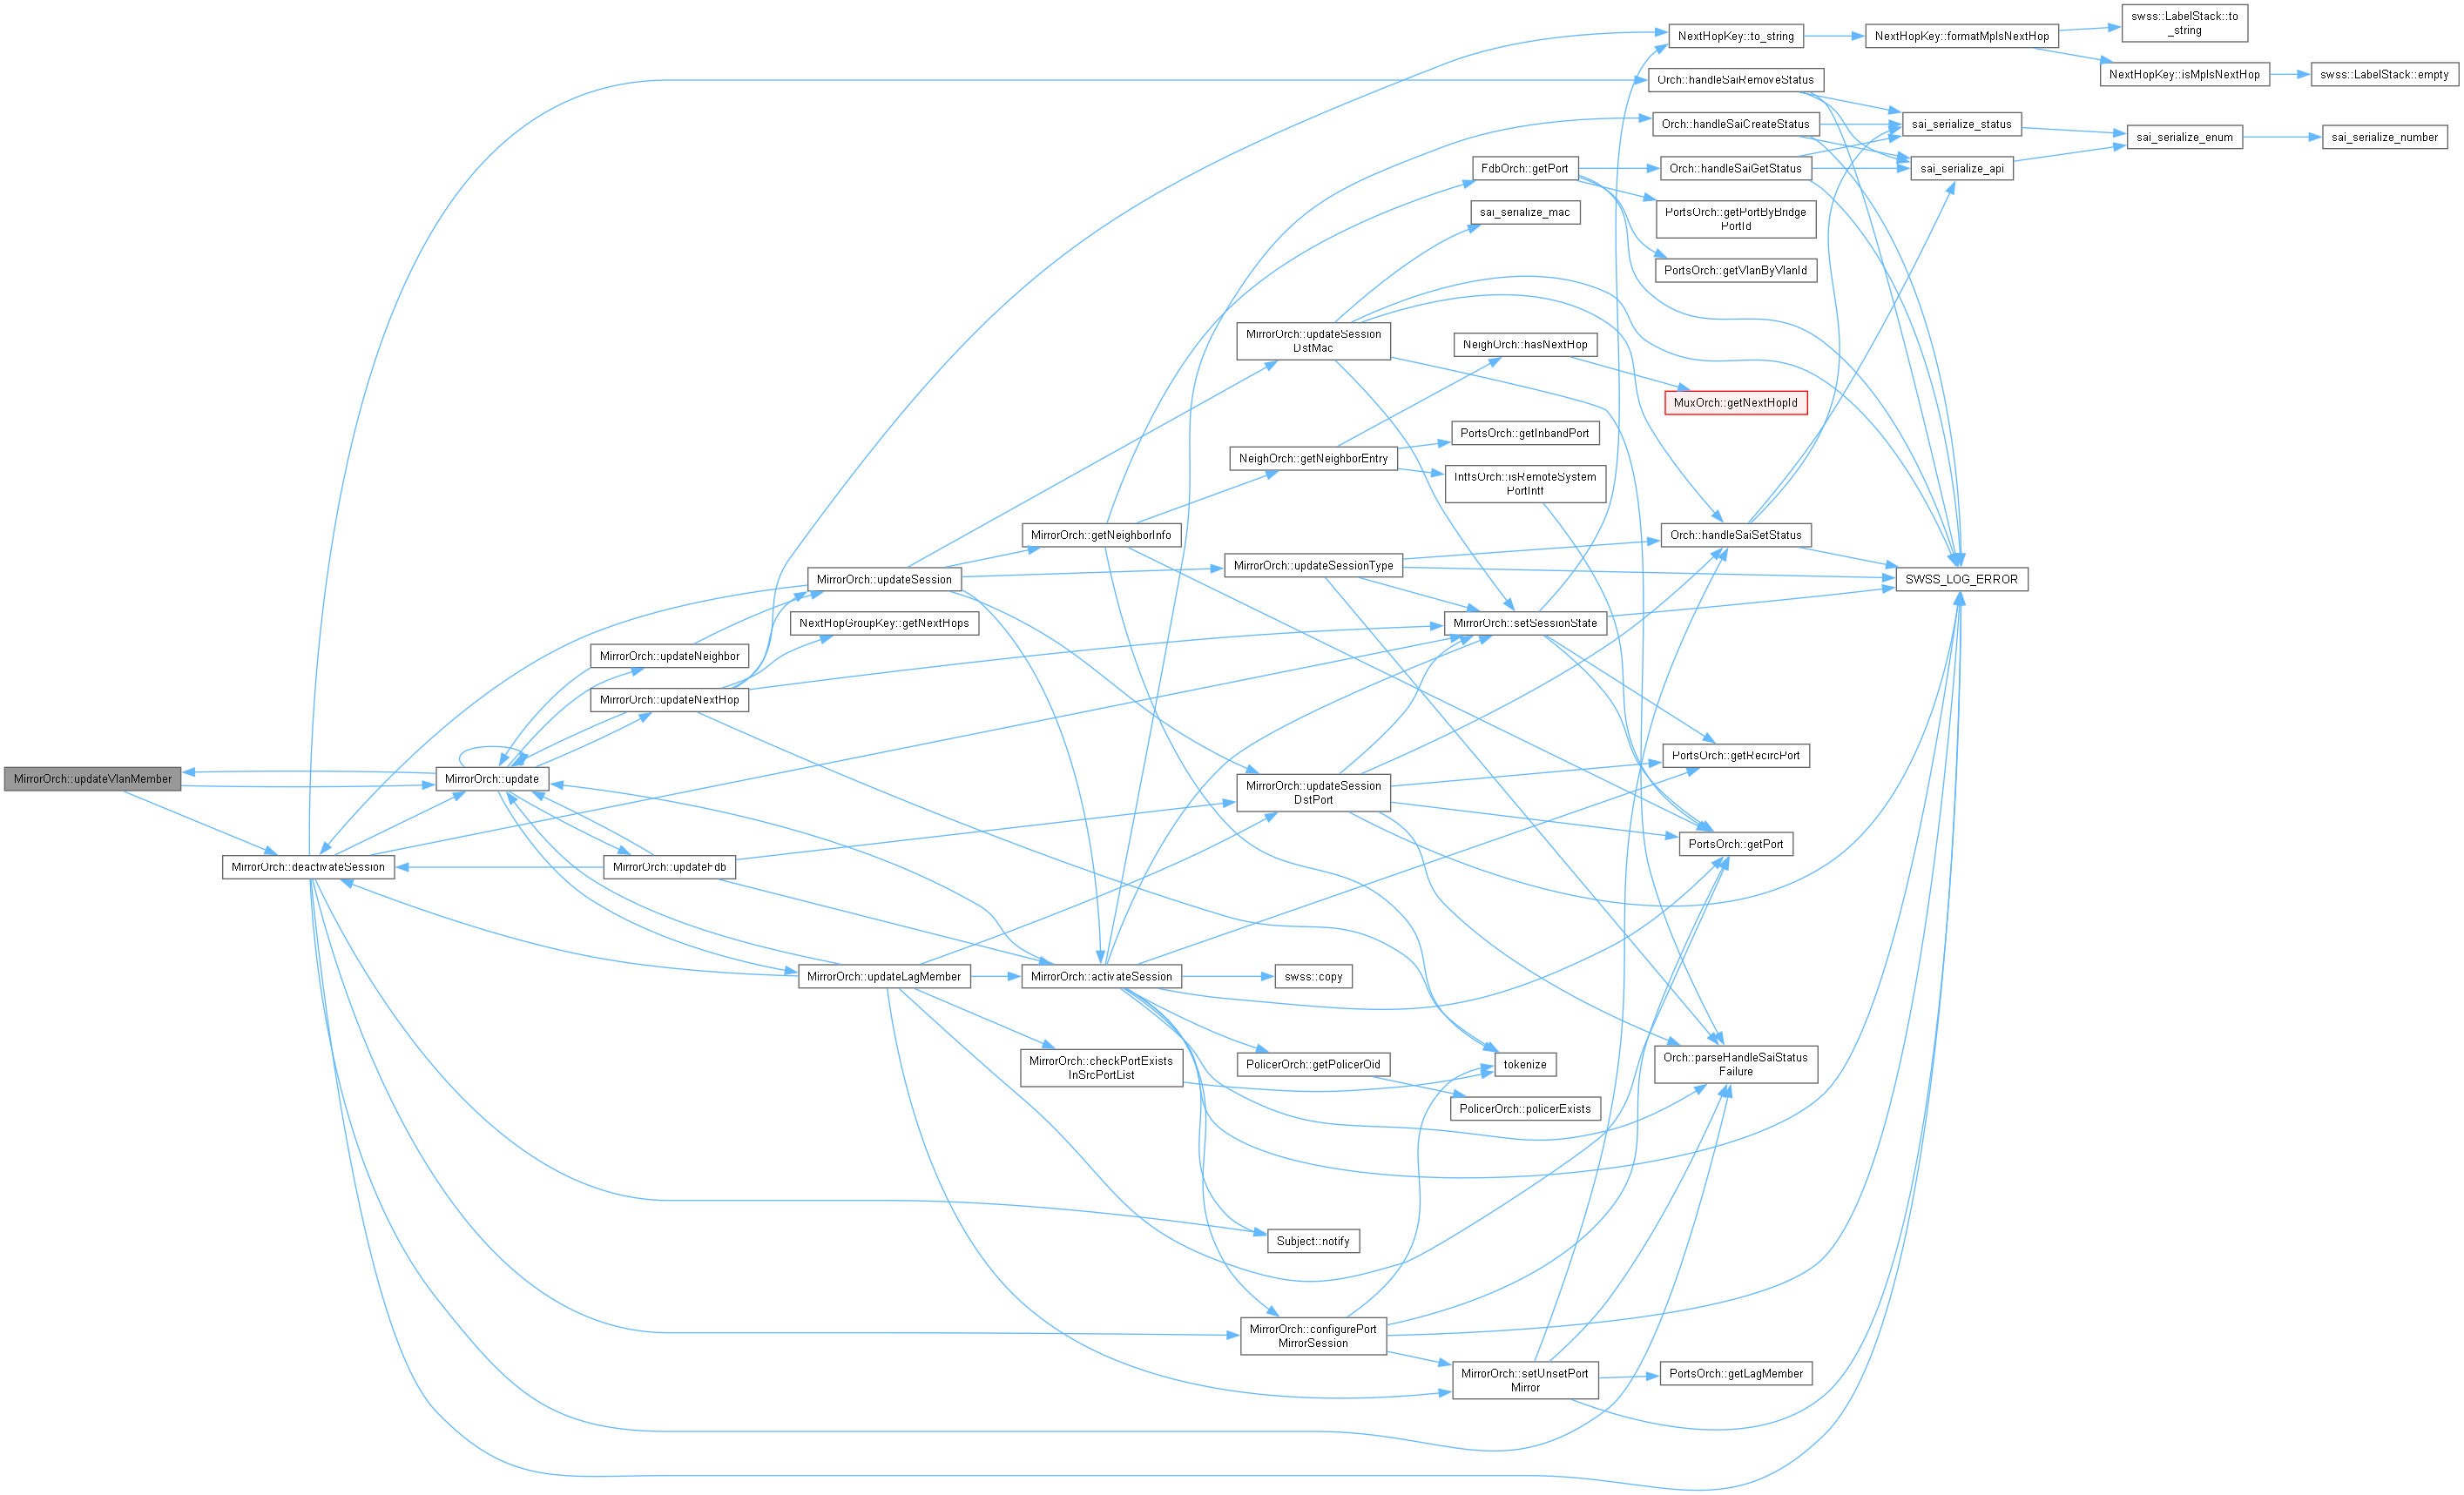 swss::LabelStack::to
_string
NextHopKey::to_string
NextHopKey::formatMplsNextHop
NextHopKey::isMplsNextHop
swss::LabelStack::empty
Orch::handleSaiRemoveStatus
Orch::handleSaiCreateStatus
sai_serialize_status
sai_serialize_enum
sai_serialize_number
FdbOrch::getPort
Orch::handleSaiGetStatus
sai_serialize_api
sai_serialize_mac
PortsOrch::getPortByBridge
PortId
PortsOrch::getVlanByVlanId
MirrorOrch::updateSession
DstMac
NeighOrch::hasNextHop
MuxOrch::getNextHopId
PortsOrch::getInbandPort
NeighOrch::getNeighborEntry
IntfsOrch::isRemoteSystem
PortIntf
MirrorOrch::getNeighborInfo
Orch::handleSaiSetStatus
MirrorOrch::updateSessionType
MirrorOrch::updateSession
SWSS_LOG_ERROR
NextHopGroupKey::getNextHops
MirrorOrch::setSessionState
MirrorOrch::updateNeighbor
MirrorOrch::updateNextHop
PortsOrch::getRecircPort
MirrorOrch::updateVlanMember
MirrorOrch::update
MirrorOrch::updateSession
DstPort
PortsOrch::getPort
MirrorOrch::deactivateSession
MirrorOrch::updateFdb
MirrorOrch::updateLagMember
MirrorOrch::activateSession
swss::copy
MirrorOrch::checkPortExists
InSrcPortList
PolicerOrch::getPolicerOid
tokenize
Orch::parseHandleSaiStatus
Failure
PolicerOrch::policerExists
Subject::notify
MirrorOrch::configurePort
MirrorSession
MirrorOrch::setUnsetPort
Mirror
PortsOrch::getLagMember